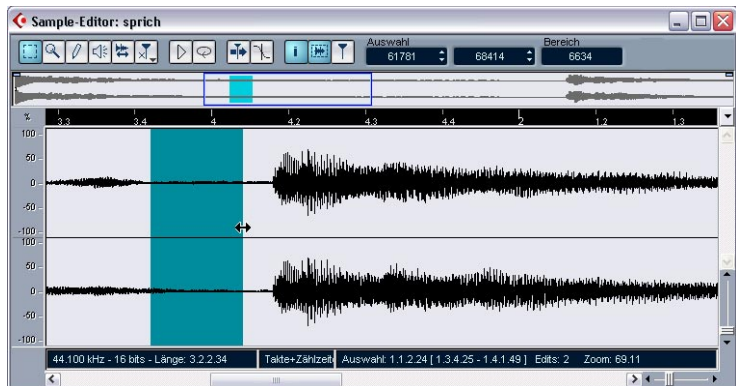 Sample-Editor: sprich
Auswahl Bereich
61781 68414 6634
% 3.3 3.4 4 4.2 4.3 4.4 2 1.2 1.3
100
50
0
-50
-100
100
50
0
-50
-100
44.100 kHz - 16 bits - Länge: 3.2.2.34 Takte+Zählzeit Auswahl: 1.1.2.24 [ 1.3.4.25 - 1.4.1.49 ] Edits: 2 Zoom: 69.11